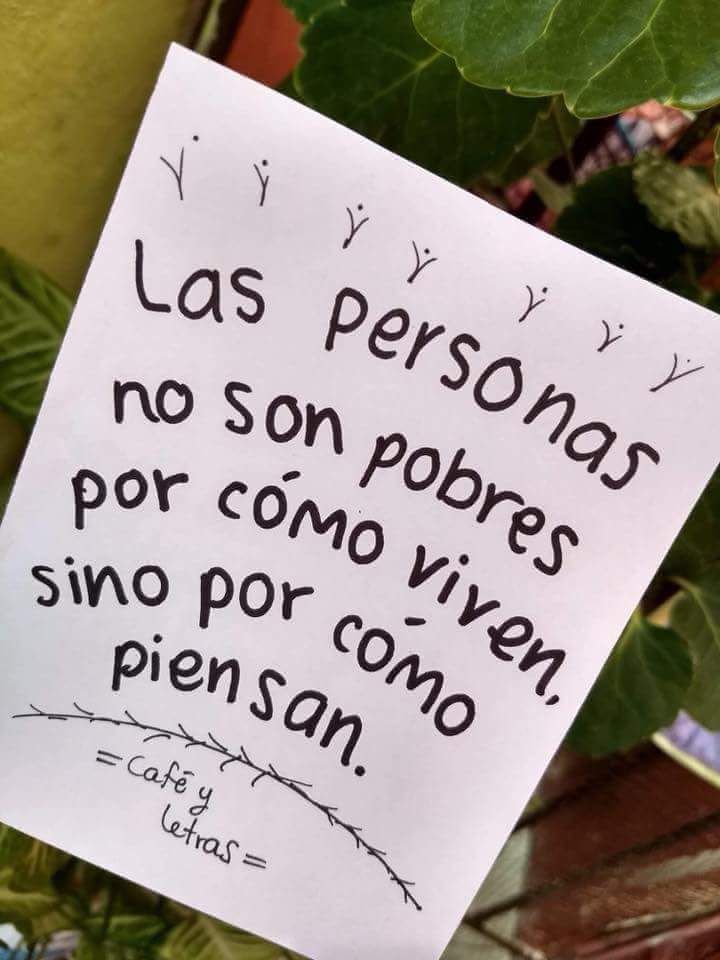 Las personas
no son pobres
por cómo viven,
sino por cómo
piensan.
= Café y
letras =